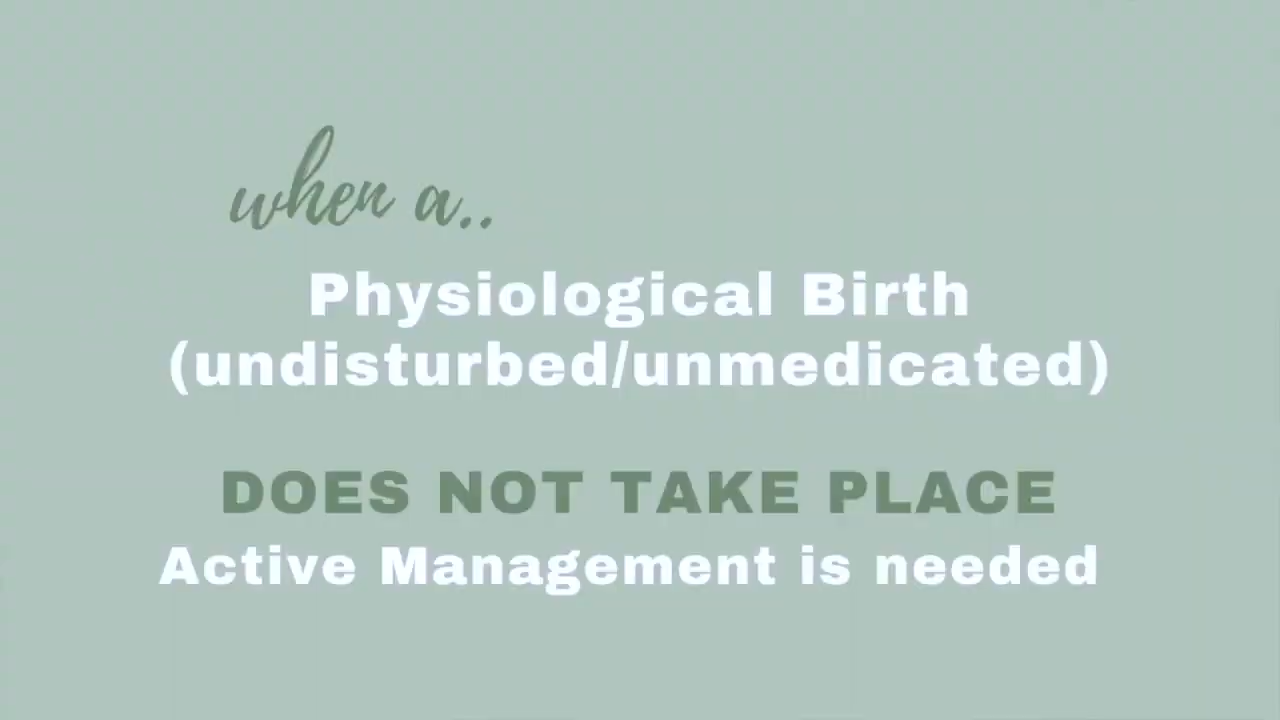 when a..
Physiological Birth
(undisturbed/unmedicated)
DOES NOT TAKE PLACE
Active Management is needed